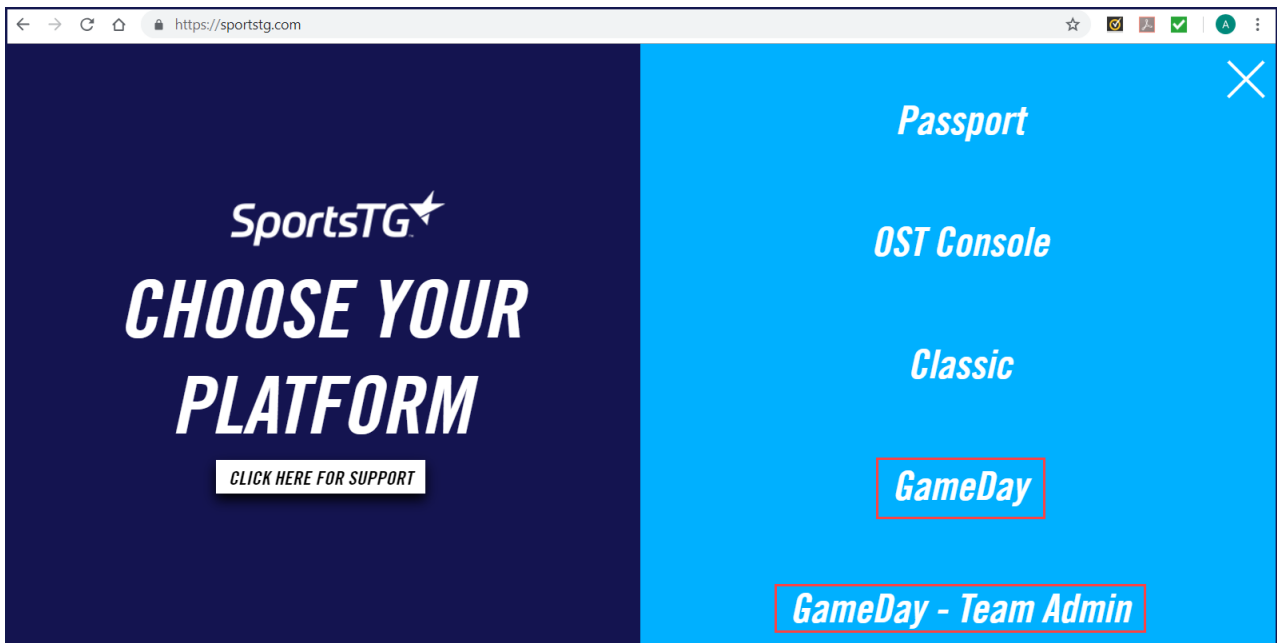 https://sportstg.com
A
SportsTG
CHOOSE YOUR
PLATFORM
CLICK HERE FOR SUPPORT
Passport
OST Console
Classic
GameDay
GameDay - Team Admin